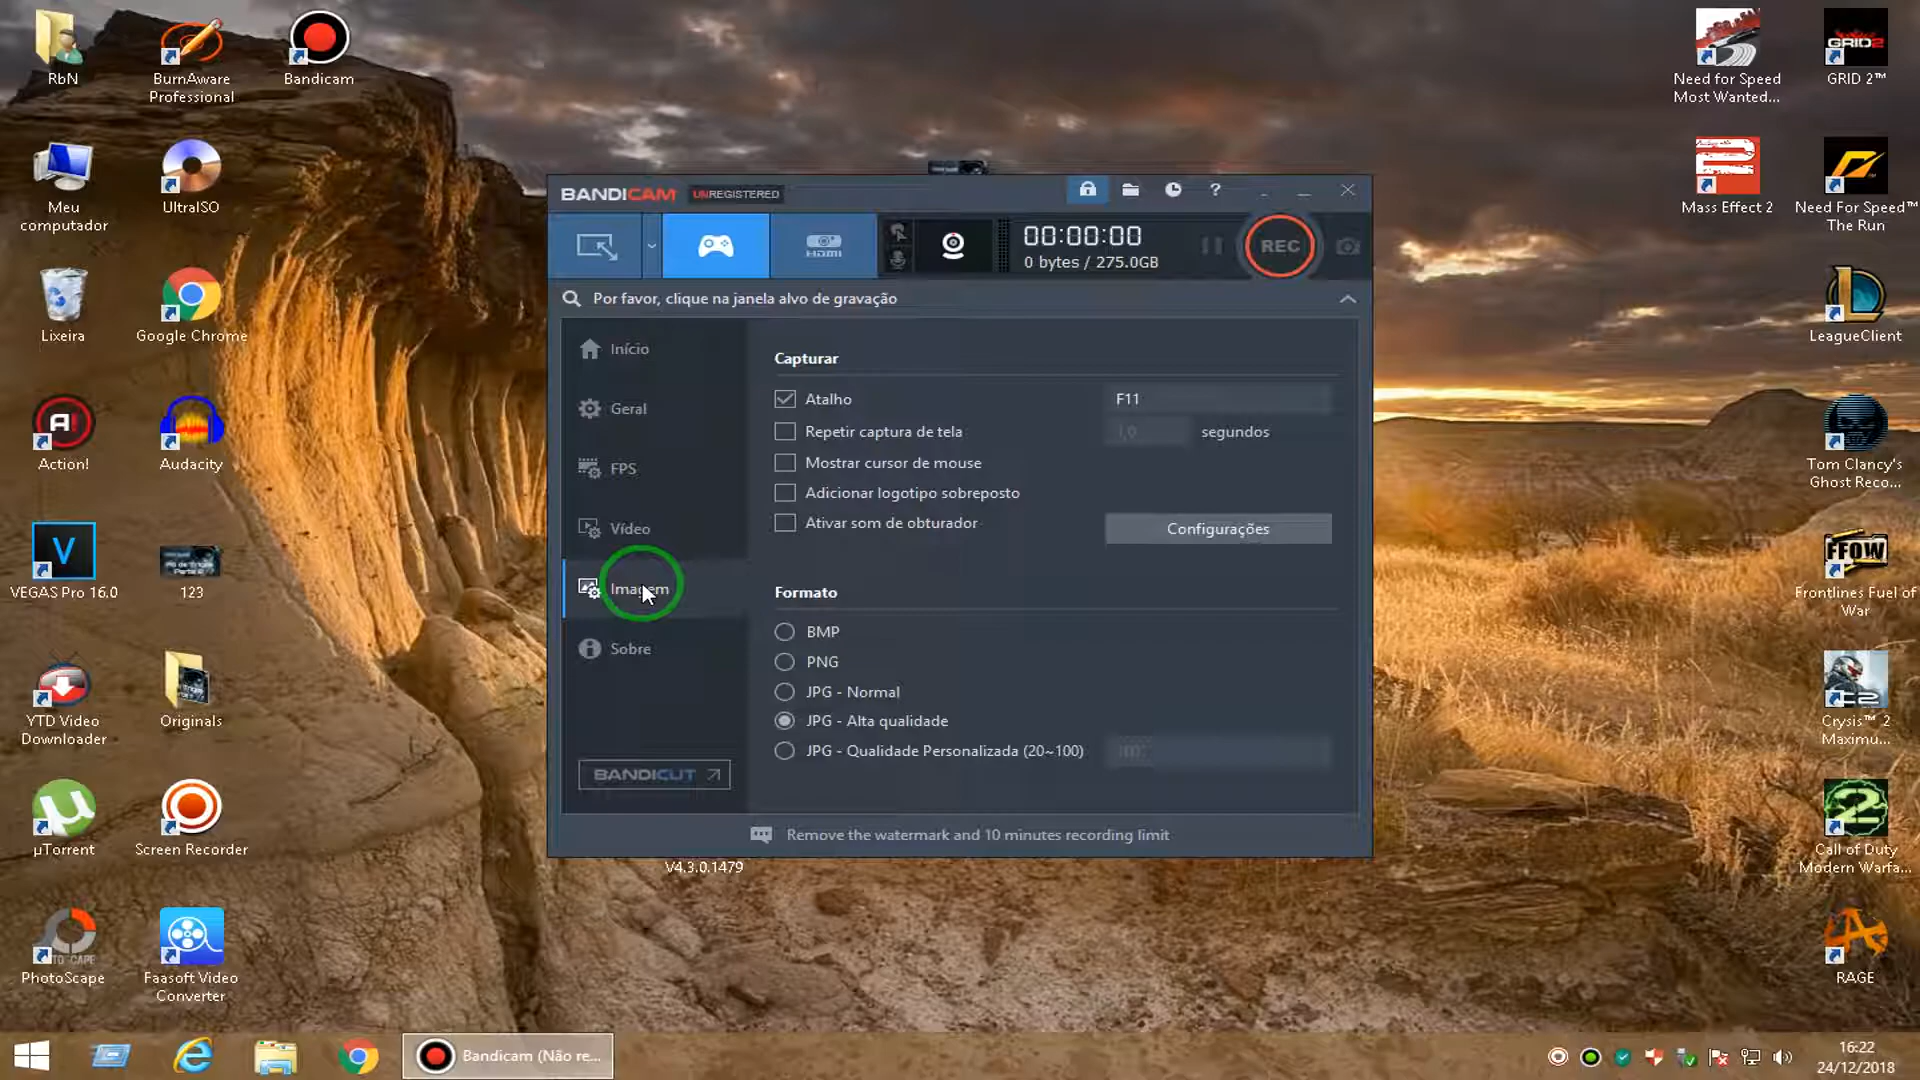 RbN
BurnAware
Professional
Bandicam
Meu
computador
UltraISO
Lixeira
Google Chrome
Action!
Audacity
VEGAS Pro 16.0
123
YTD Video
Downloader
Originals
µTorrent
Screen Recorder
PhotoScape
Faasoft Video
Converter
Need for Speed
Most Wanted...
GRID 2™
Mass Effect 2
Need For Speed™
The Run
LeagueClient
Tom Clancy's
Ghost Reco...
FFOW
Frontlines Fuel of
War
Crysis™ 2
Maximu...
Call of Duty
Modern Warfa...
RAGE
BANDICAM
UNREGISTERED
?
HDMI
00:00:00
0 bytes / 275.0GB
REC
Por favor, clique na janela alvo de gravação
Início
Geral
FPS
Vídeo
Imagem
Sobre
BANDICUT
Capturar
Atalho
F11
Repetir captura de tela
1,0
segundos
Mostrar cursor de mouse
Adicionar logotipo sobreposto
Ativar som de obturador
Configurações
Formato
BMP
PNG
JPG - Normal
JPG - Alta qualidade
JPG - Qualidade Personalizada (20~100)
Remove the watermark and 10 minutes recording limit
V4.3.0.1479
Bandicam (Não re...
16:22
24/12/2018